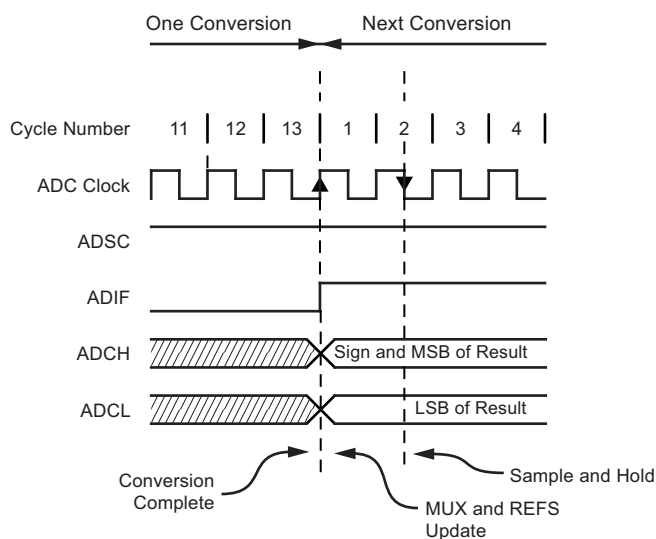 One Conversion Next Conversion
Cycle Number 11 12 13 1 2 3 4
ADC Clock
ADSC
ADIF
ADCH Sign and MSB of Result
ADCL LSB of Result
Conversion
Complete
Sample and Hold
MUX and REFS
Update